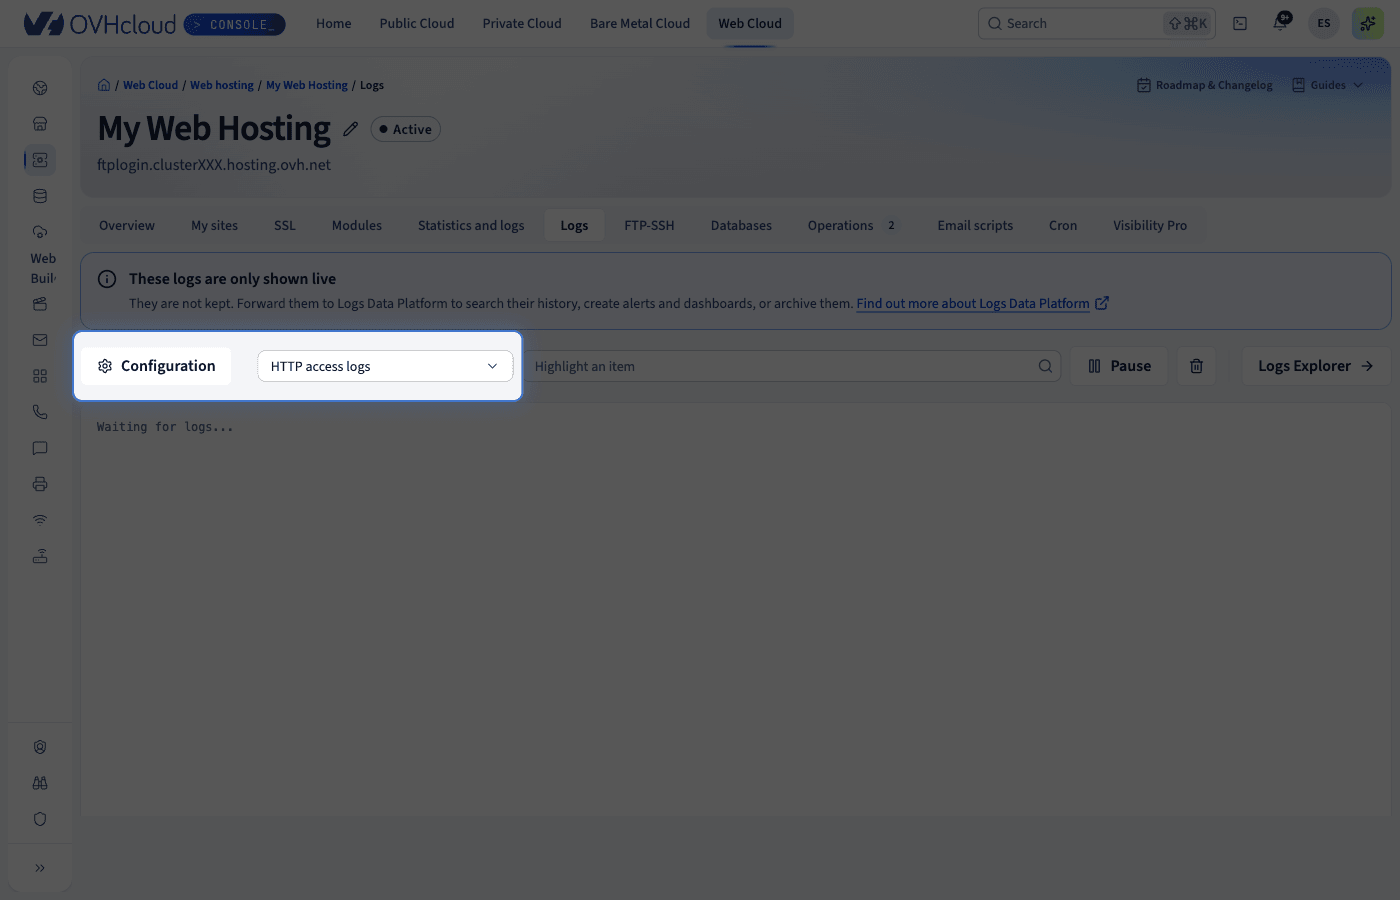 OVHcloud > CONSOLE_ Home Public Cloud Private Cloud Bare Metal Cloud Web Cloud Search ⇧⌘K 9+ ES
/ Web Cloud / Web hosting / My Web Hosting / Logs Roadmap & Changelog Guides
My Web Hosting Active
ftplogin.clusterXXX.hosting.ovh.net
Overview My sites SSL Modules Statistics and logs Logs FTP-SSH Databases Operations 2 Email scripts Cron Visibility Pro
Web
Buil
These logs are only shown live
They are not kept. Forward them to Logs Data Platform to search their history, create alerts and dashboards, or archive them. Find out more about Logs Data Platform
Configuration HTTP access logs Highlight an item Pause Logs Explorer →
Waiting for logs...